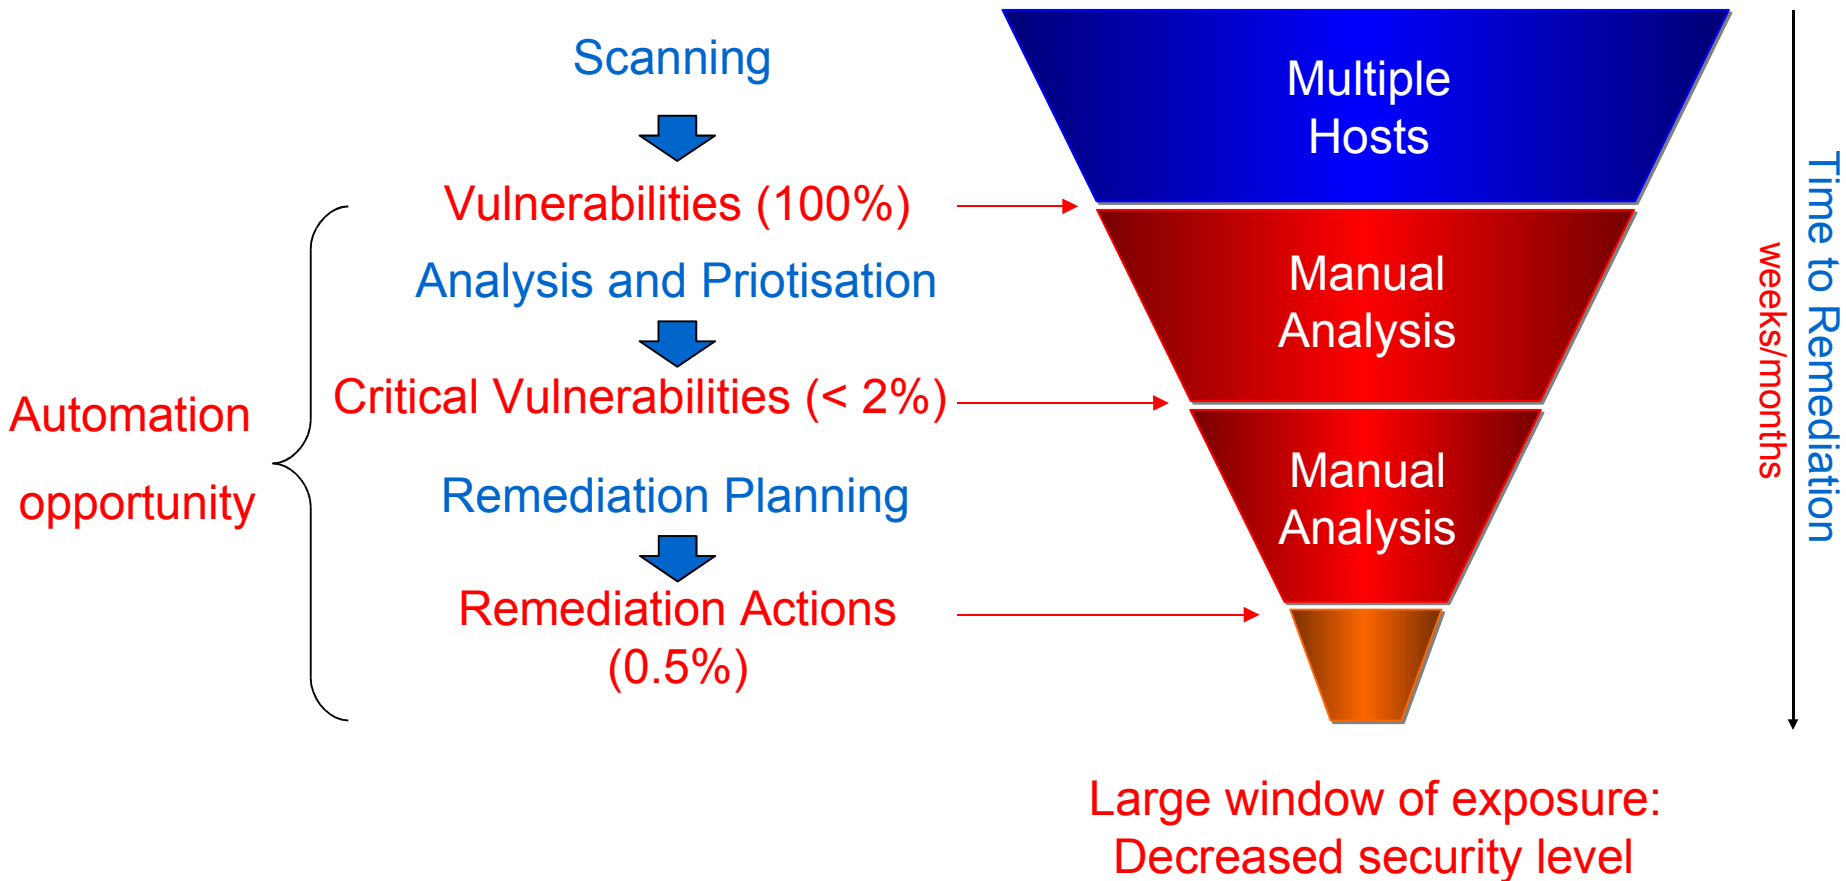 Scanning
Vulnerabilities (100%)
Analysis and Priotisation
Critical Vulnerabilities (< 2%)
Remediation Planning
Remediation Actions
(0.5%)
Automation
opportunity
Multiple
Hosts
Manual
Analysis
Manual
Analysis
Time to Remediation
weeks/months
Large window of exposure:
Decreased security level